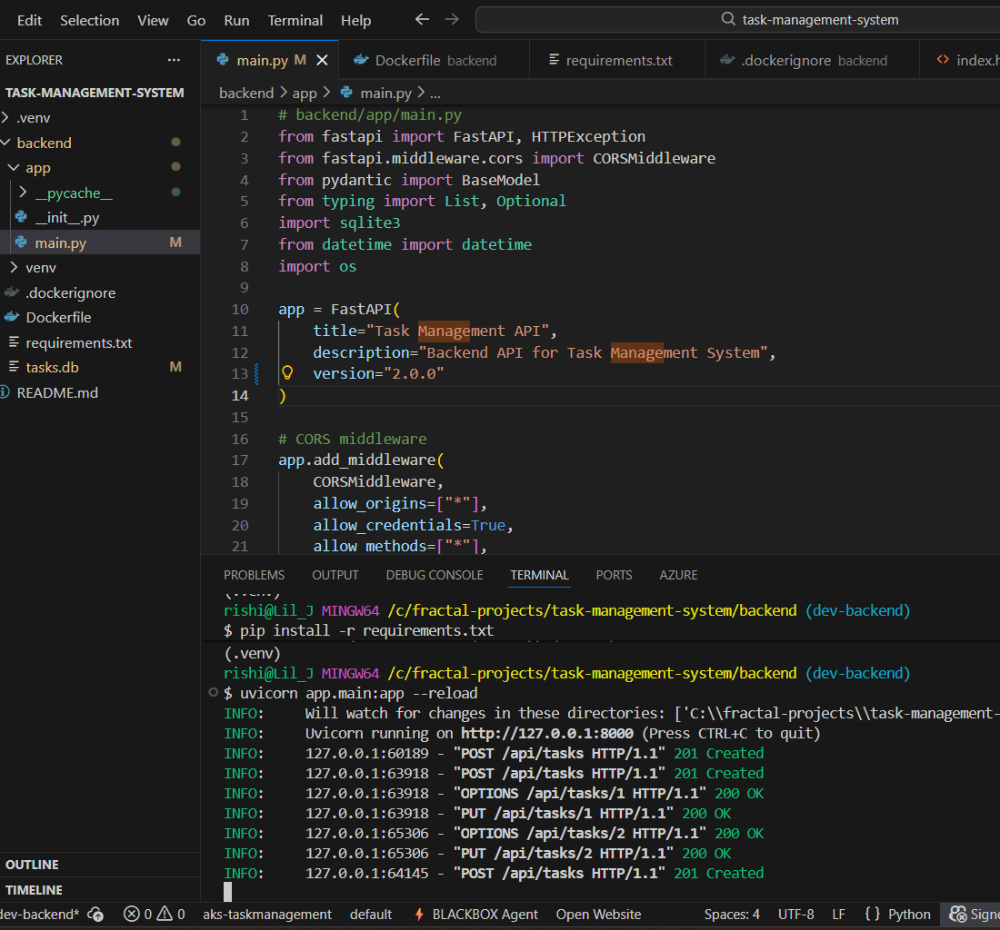 Edit Selection View Go Run Terminal Help task-management-system
EXPLORER
TASK-MANAGEMENT-SYSTEM
.venv
backend
app
__pycache__
__init__.py
main.py M
venv
.dockerignore
Dockerfile
requirements.txt
tasks.db M
README.md
OUTLINE
TIMELINE
main.py M Dockerfile backend requirements.txt .dockerignore backend index.h
backend > app > main.py > ...
1 # backend/app/main.py
2 from fastapi import FastAPI, HTTPException
3 from fastapi.middleware.cors import CORSMiddleware
4 from pydantic import BaseModel
5 from typing import List, Optional
6 import sqlite3
7 from datetime import datetime
8 import os
9
10 app = FastAPI(
11 title="Task Management API",
12 description="Backend API for Task Management System",
13 version="2.0.0"
14 )
15
16 # CORS middleware
17 app.add_middleware(
18 CORSMiddleware,
19 allow_origins=["*"],
20 allow_credentials=True,
21 allow_methods=["*"],
PROBLEMS OUTPUT DEBUG CONSOLE TERMINAL PORTS AZURE
rishi@Lil_J MINGW64 /c/fractal-projects/task-management-system/backend (dev-backend)
$ pip install -r requirements.txt
(.venv)
rishi@Lil_J MINGW64 /c/fractal-projects/task-management-system/backend (dev-backend)
$ uvicorn app.main:app --reload
INFO: Will watch for changes in these directories: ['C:\\fractal-projects\\task-management-
INFO: Uvicorn running on http://127.0.0.1:8000 (Press CTRL+C to quit)
INFO: 127.0.0.1:60189 - "POST /api/tasks HTTP/1.1" 201 Created
INFO: 127.0.0.1:63918 - "POST /api/tasks HTTP/1.1" 201 Created
INFO: 127.0.0.1:63918 - "OPTIONS /api/tasks/1 HTTP/1.1" 200 OK
INFO: 127.0.0.1:63918 - "PUT /api/tasks/1 HTTP/1.1" 200 OK
INFO: 127.0.0.1:65306 - "OPTIONS /api/tasks/2 HTTP/1.1" 200 OK
INFO: 127.0.0.1:65306 - "PUT /api/tasks/2 HTTP/1.1" 200 OK
INFO: 127.0.0.1:64145 - "POST /api/tasks HTTP/1.1" 201 Created
dev-backend* 0 0 aks-taskmanagement default BLACKBOX Agent Open Website Spaces: 4 UTF-8 LF { } Python Signe